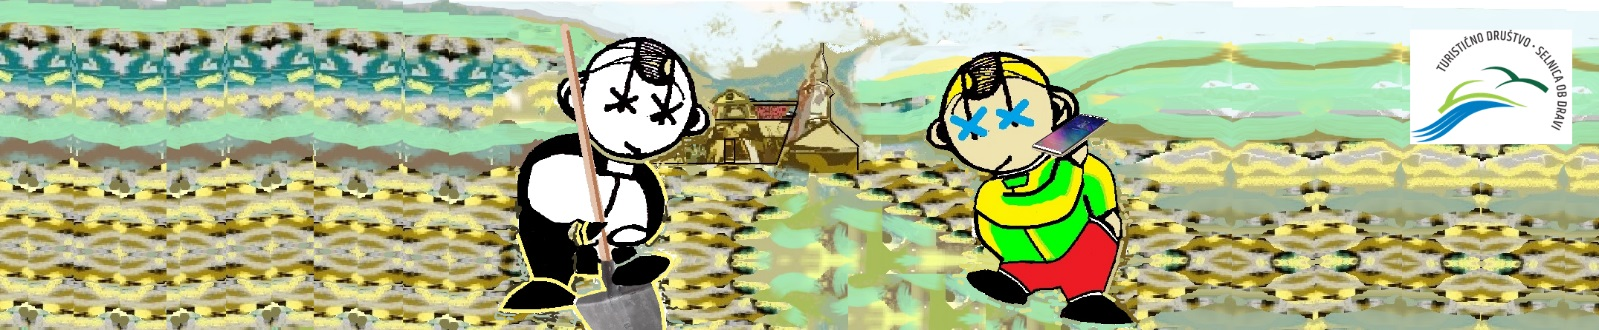 TURISTIČNO DRUŠTVO · SELNICA OB DRAVI